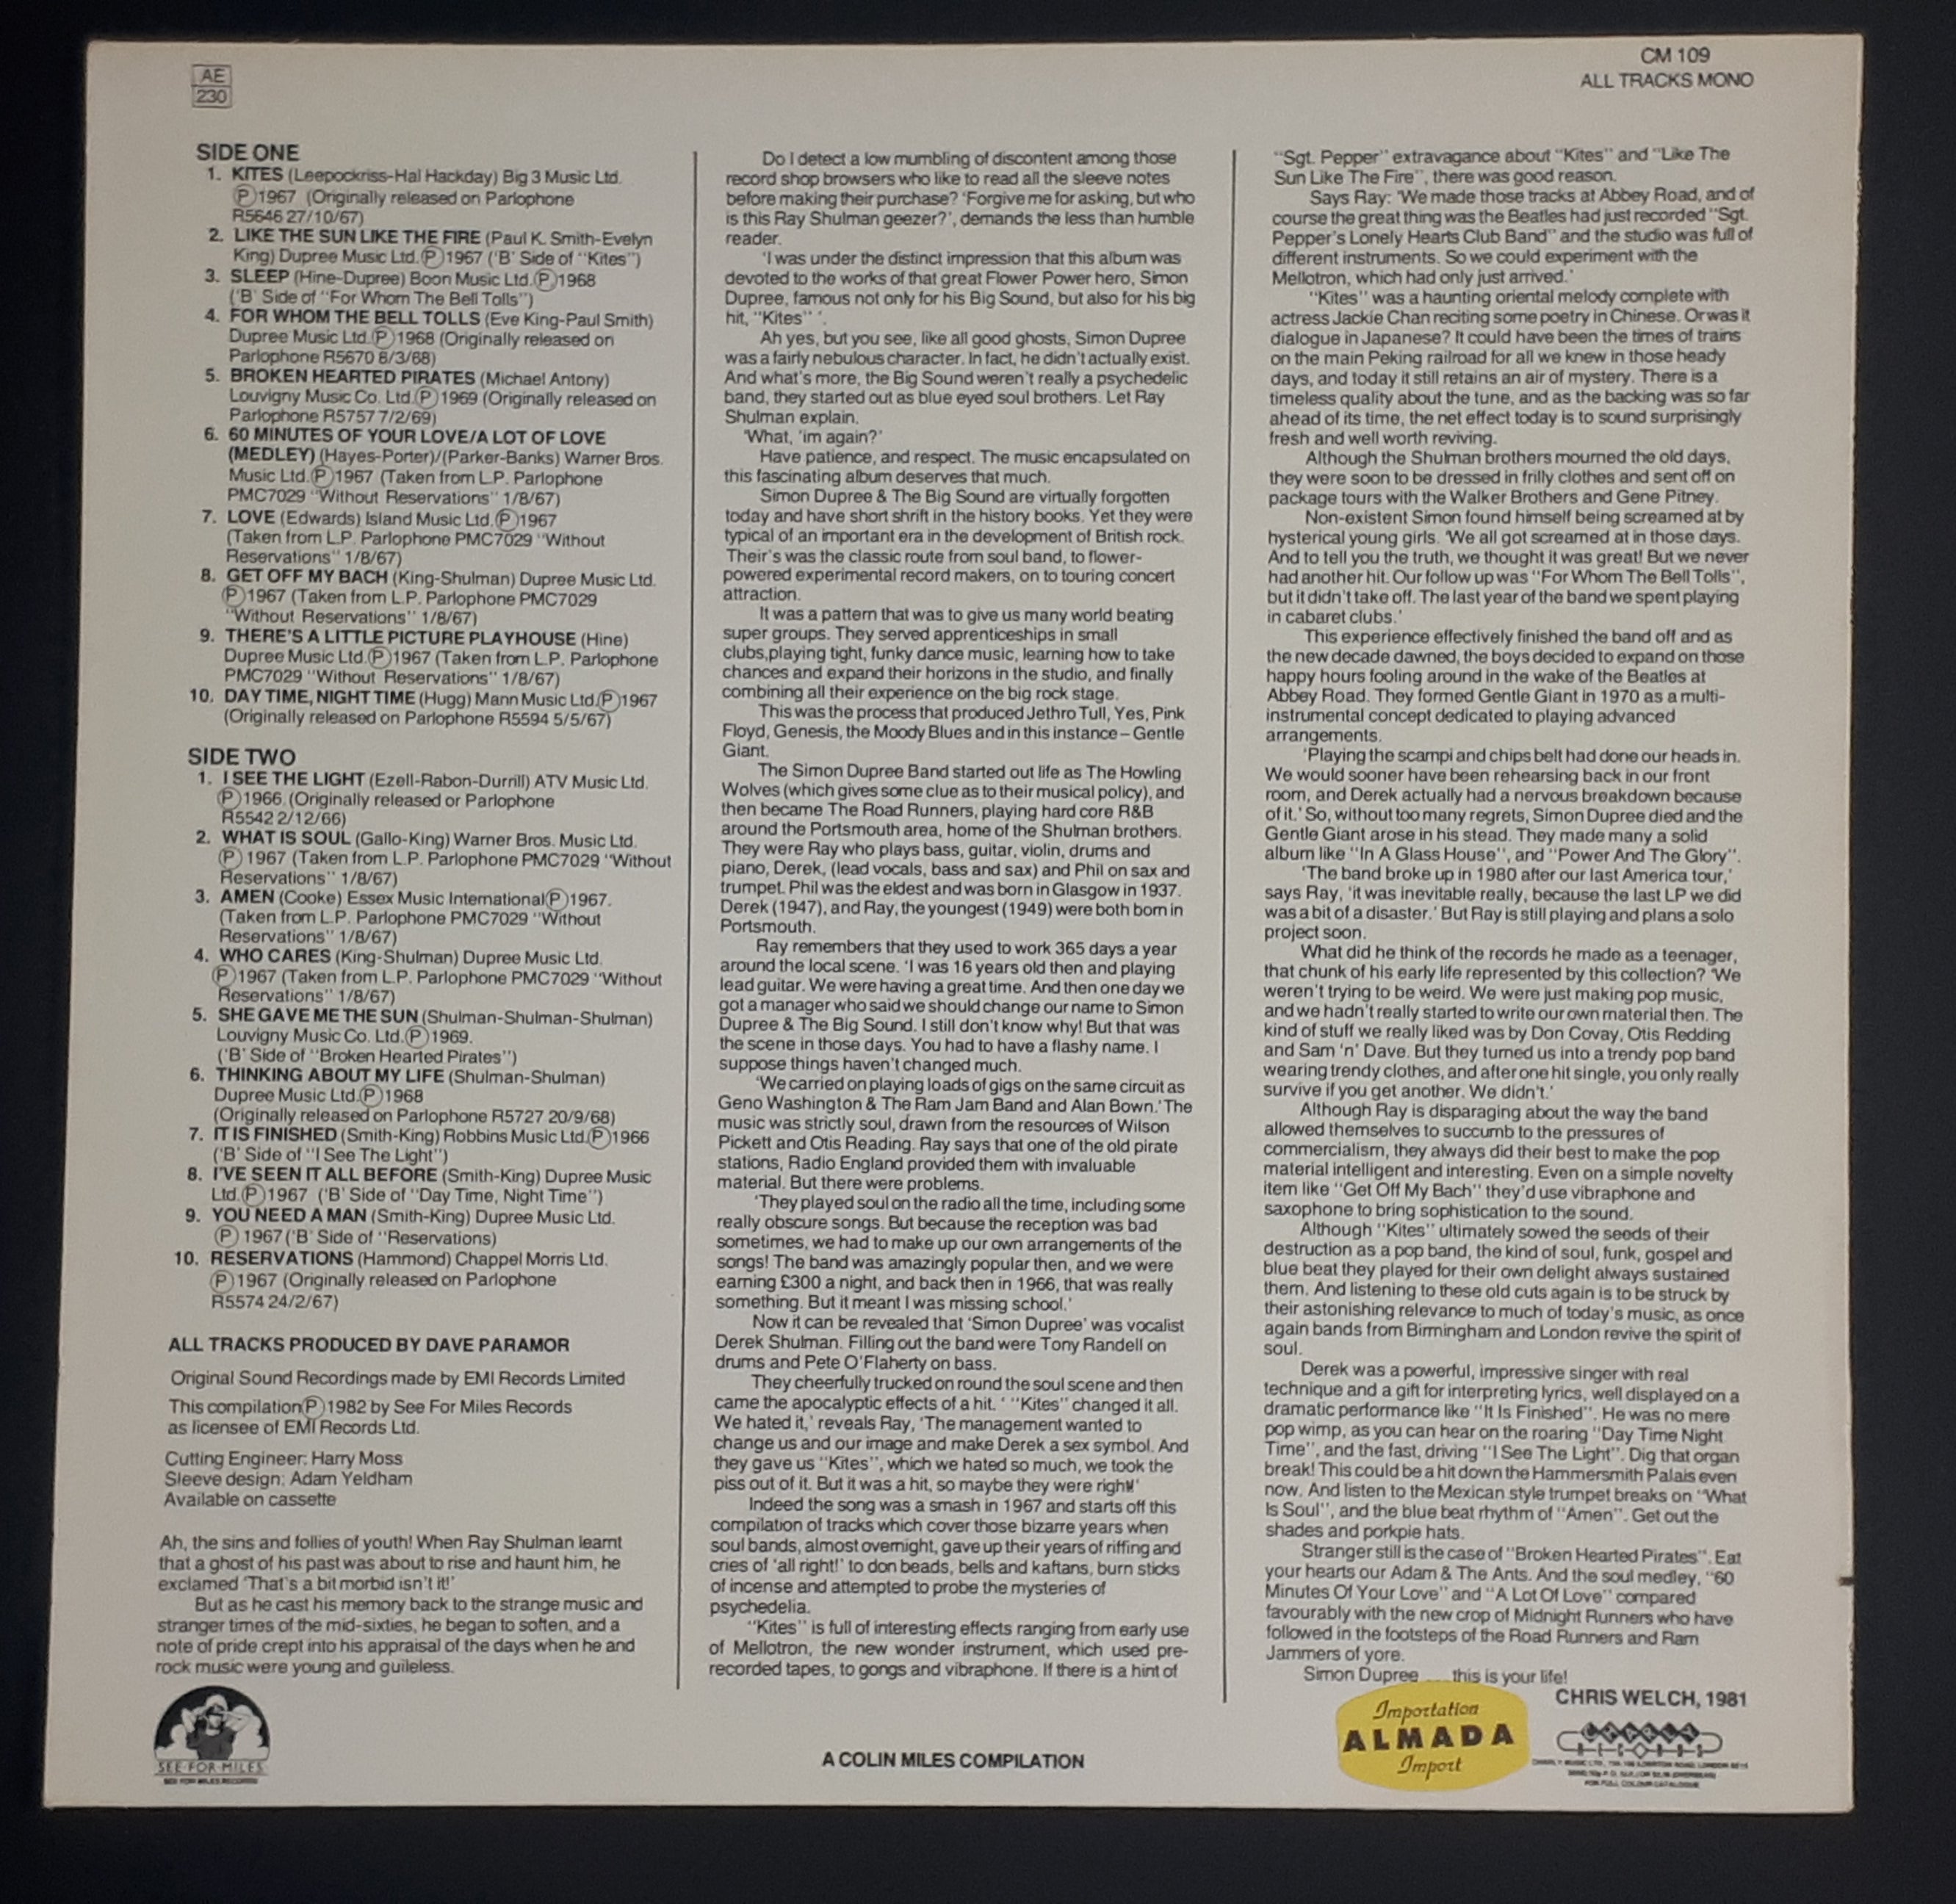 AE
230
CM 109
ALL TRACKS MONO
SIDE ONE
1. KITES (Leepockriss-Hal Hackday) Big 3 Music Ltd.
Ⓟ1967 (Originally released on Parlophone
R5646 27/10/67)
2. LIKE THE SUN LIKE THE FIRE (Paul K. Smith-Evelyn
King) Dupree Music Ltd.Ⓟ1967 ('B' Side of "Kites")
3. SLEEP (Hine-Dupree) Boon Music Ltd.Ⓟ1968
('B' Side of "For Whom The Bell Tolls")
4. FOR WHOM THE BELL TOLLS (Eve King-Paul Smith)
Dupree Music Ltd.Ⓟ1968 (Originally released on
Parlophone R5670 8/3/68)
5. BROKEN HEARTED PIRATES (Michael Antony)
Louvigny Music Co. Ltd.Ⓟ1969 (Originally released on
Parlophone R5757 7/2/69)
6. 60 MINUTES OF YOUR LOVE/A LOT OF LOVE
(MEDLEY) (Hayes-Porter)/(Parker-Banks) Warner Bros.
Music Ltd.Ⓟ1967 (Taken from L.P. Parlophone
PMC7029 "Without Reservations" 1/8/67)
7. LOVE (Edwards) Island Music Ltd.Ⓟ1967
(Taken from L.P. Parlophone PMC7029 "Without
Reservations" 1/8/67)
8. GET OFF MY BACH (King-Shulman) Dupree Music Ltd.
Ⓟ1967 (Taken from L.P. Parlophone PMC7029
"Without Reservations" 1/8/67)
9. THERE'S A LITTLE PICTURE PLAYHOUSE (Hine)
Dupree Music Ltd.Ⓟ1967 (Taken from L.P. Parlophone
PMC7029 "Without Reservations" 1/8/67)
10. DAY TIME, NIGHT TIME (Hugg) Mann Music Ltd.Ⓟ1967
(Originally released on Parlophone R5594 5/5/67)
SIDE TWO
1. I SEE THE LIGHT (Ezell-Rabon-Durrill) ATV Music Ltd.
Ⓟ1966. (Originally released or Parlophone
R5542 2/12/66)
2. WHAT IS SOUL (Gallo-King) Warner Bros. Music Ltd.
Ⓟ 1967 (Taken from L.P. Parlophone PMC7029 "Without
Reservations" 1/8/67)
3. AMEN (Cooke) Essex Music InternationalⓅ1967.
(Taken from L.P. Parlophone PMC7029 "Without
Reservations" 1/8/67)
4. WHO CARES (King-Shulman) Dupree Music Ltd.
Ⓟ1967 (Taken from L.P. Parlophone PMC7029 "Without
Reservations" 1/8/67)
5. SHE GAVE ME THE SUN (Shulman-Shulman-Shulman)
Louvigny Music Co. Ltd.Ⓟ1969.
('B' Side of "Broken Hearted Pirates")
6. THINKING ABOUT MY LIFE (Shulman-Shulman)
Dupree Music Ltd.Ⓟ1968
(Originally released on Parlophone R5727 20/9/68)
7. IT IS FINISHED (Smith-King) Robbins Music Ltd.Ⓟ1966
('B' Side of "I See The Light")
8. I'VE SEEN IT ALL BEFORE (Smith-King) Dupree Music
Ltd.Ⓟ1967 ('B' Side of "Day Time, Night Time")
9. YOU NEED A MAN (Smith-King) Dupree Music Ltd.
Ⓟ 1967 ('B' Side of "Reservations)
10. RESERVATIONS (Hammond) Chappel Morris Ltd.
Ⓟ1967 (Originally released on Parlophone
R5574 24/2/67)
ALL TRACKS PRODUCED BY DAVE PARAMOR
Original Sound Recordings made by EMI Records Limited
This compilationⓅ1982 by See For Miles Records
as licensee of EMI Records Ltd.
Cutting Engineer: Harry Moss
Sleeve design: Adam Yeldham
Available on cassette
Ah, the sins and follies of youth! When Ray Shulman learnt
that a ghost of his past was about to rise and haunt him, he
exclaimed 'That's a bit morbid isn't it!'
But as he cast his memory back to the strange music and
stranger times of the mid-sixties, he began to soften, and a
note of pride crept into his appraisal of the days when he and
rock music were young and guileless.
SEE·FOR·MILES
SEE FOR MILES RECORDS
Do I detect a low mumbling of discontent among those
record shop browsers who like to read all the sleeve notes
before making their purchase? 'Forgive me for asking, but who
is this Ray Shulman geezer?', demands the less than humble
reader.
'I was under the distinct impression that this album was
devoted to the works of that great Flower Power hero, Simon
Dupree, famous not only for his Big Sound, but also for his big
hit, "Kites" '.
Ah yes, but you see, like all good ghosts, Simon Dupree
was a fairly nebulous character. In fact, he didn't actually exist.
And what's more, the Big Sound weren't really a psychedelic
band, they started out as blue eyed soul brothers. Let Ray
Shulman explain.
'What, 'im again?'
Have patience, and respect. The music encapsulated on
this fascinating album deserves that much.
Simon Dupree & The Big Sound are virtually forgotten
today and have short shrift in the history books. Yet they were
typical of an important era in the development of British rock.
Their's was the classic route from soul band, to flower-
powered experimental record makers, on to touring concert
attraction.
It was a pattern that was to give us many world beating
super groups. They served apprenticeships in small
clubs,playing tight, funky dance music, learning how to take
chances and expand their horizons in the studio, and finally
combining all their experience on the big rock stage.
This was the process that produced Jethro Tull, Yes, Pink
Floyd, Genesis, the Moody Blues and in this instance – Gentle
Giant.
The Simon Dupree Band started out life as The Howling
Wolves (which gives some clue as to their musical policy), and
then became The Road Runners, playing hard core R&B
around the Portsmouth area, home of the Shulman brothers.
They were Ray who plays bass, guitar, violin, drums and
piano, Derek, (lead vocals, bass and sax) and Phil on sax and
trumpet. Phil was the eldest and was born in Glasgow in 1937.
Derek (1947), and Ray, the youngest (1949) were both born in
Portsmouth.
Ray remembers that they used to work 365 days a year
around the local scene. 'I was 16 years old then and playing
lead guitar. We were having a great time. And then one day we
got a manager who said we should change our name to Simon
Dupree & The Big Sound. I still don't know why! But that was
the scene in those days. You had to have a flashy name. I
suppose things haven't changed much.
'We carried on playing loads of gigs on the same circuit as
Geno Washington & The Ram Jam Band and Alan Bown.' The
music was strictly soul, drawn from the resources of Wilson
Pickett and Otis Reading. Ray says that one of the old pirate
stations, Radio England provided them with invaluable
material. But there were problems.
'They played soul on the radio all the time, including some
really obscure songs. But because the reception was bad
sometimes, we had to make up our own arrangements of the
songs! The band was amazingly popular then, and we were
earning £300 a night, and back then in 1966, that was really
something. But it meant I was missing school.'
Now it can be revealed that 'Simon Dupree' was vocalist
Derek Shulman. Filling out the band were Tony Randell on
drums and Pete O'Flaherty on bass.
They cheerfully trucked on round the soul scene and then
came the apocalyptic effects of a hit. ' "Kites" changed it all.
We hated it,' reveals Ray, 'The management wanted to
change us and our image and make Derek a sex symbol. And
they gave us "Kites", which we hated so much, we took the
piss out of it. But it was a hit, so maybe they were right!'
Indeed the song was a smash in 1967 and starts off this
compilation of tracks which cover those bizarre years when
soul bands, almost overnight, gave up their years of riffing and
cries of 'all right!' to don beads, bells and kaftans, burn sticks
of incense and attempted to probe the mysteries of
psychedelia.
"Kites" is full of interesting effects ranging from early use
of Mellotron, the new wonder instrument, which used pre-
recorded tapes, to gongs and vibraphone. If there is a hint of
A COLIN MILES COMPILATION
"Sgt. Pepper" extravagance about "Kites" and "Like The
Sun Like The Fire", there was good reason.
Says Ray: 'We made those tracks at Abbey Road, and of
course the great thing was the Beatles had just recorded "Sgt.
Pepper's Lonely Hearts Club Band" and the studio was full of
different instruments. So we could experiment with the
Mellotron, which had only just arrived.'
"Kites" was a haunting oriental melody complete with
actress Jackie Chan reciting some poetry in Chinese. Or was it
dialogue in Japanese? It could have been the times of trains
on the main Peking railroad for all we knew in those heady
days, and today it still retains an air of mystery. There is a
timeless quality about the tune, and as the backing was so far
ahead of its time, the net effect today is to sound surprisingly
fresh and well worth reviving.
Although the Shulman brothers mourned the old days,
they were soon to be dressed in frilly clothes and sent off on
package tours with the Walker Brothers and Gene Pitney.
Non-existent Simon found himself being screamed at by
hysterical young girls. 'We all got screamed at in those days.
And to tell you the truth, we thought it was great! But we never
had another hit. Our follow up was "For Whom The Bell Tolls",
but it didn't take off. The last year of the band we spent playing
in cabaret clubs.'
This experience effectively finished the band off and as
the new decade dawned, the boys decided to expand on those
happy hours fooling around in the wake of the Beatles at
Abbey Road. They formed Gentle Giant in 1970 as a multi-
instrumental concept dedicated to playing advanced
arrangements.
'Playing the scampi and chips belt had done our heads in.
We would sooner have been rehearsing back in our front
room, and Derek actually had a nervous breakdown because
of it.' So, without too many regrets, Simon Dupree died and the
Gentle Giant arose in his stead. They made many a solid
album like "In A Glass House", and "Power And The Glory".
'The band broke up in 1980 after our last America tour,'
says Ray, 'it was inevitable really, because the last LP we did
was a bit of a disaster.' But Ray is still playing and plans a solo
project soon.
What did he think of the records he made as a teenager,
that chunk of his early life represented by this collection? 'We
weren't trying to be weird. We were just making pop music,
and we hadn't really started to write our own material then. The
kind of stuff we really liked was by Don Covay, Otis Redding
and Sam 'n' Dave. But they turned us into a trendy pop band
wearing trendy clothes, and after one hit single, you only really
survive if you get another. We didn't.'
Although Ray is disparaging about the way the band
allowed themselves to succumb to the pressures of
commercialism, they always did their best to make the pop
material intelligent and interesting. Even on a simple novelty
item like "Get Off My Bach" they'd use vibraphone and
saxophone to bring sophistication to the sound.
Although "Kites" ultimately sowed the seeds of their
destruction as a pop band, the kind of soul, funk, gospel and
blue beat they played for their own delight always sustained
them. And listening to these old cuts again is to be struck by
their astonishing relevance to much of today's music, as once
again bands from Birmingham and London revive the spirit of
soul.
Derek was a powerful, impressive singer with real
technique and a gift for interpreting lyrics, well displayed on a
dramatic performance like "It Is Finished". He was no mere
pop wimp, as you can hear on the roaring "Day Time Night
Time", and the fast, driving "I See The Light". Dig that organ
break! This could be a hit down the Hammersmith Palais even
now. And listen to the Mexican style trumpet breaks on "What
Is Soul", and the blue beat rhythm of "Amen". Get out the
shades and porkpie hats.
Stranger still is the case of "Broken Hearted Pirates". Eat
your hearts our Adam & The Ants. And the soul medley, "60
Minutes Of Your Love" and "A Lot Of Love" compared
favourably with the new crop of Midnight Runners who have
followed in the footsteps of the Road Runners and Ram
Jammers of yore.
Simon Dupree .... this is your life!
CHRIS WELCH, 1981
Importation
ALMADA
Import
CHARLY
FOR FULL COLOUR CATALOGUE